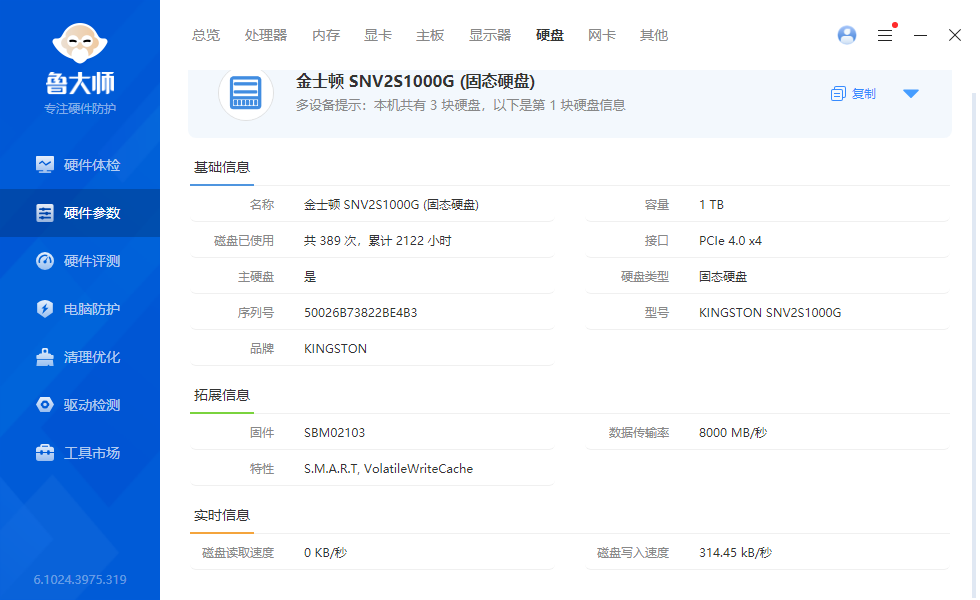 总览 处理器 内存 显卡 主板 显示器 硬盘 网卡 其他
鲁大师
专注硬件防护
硬件体检
硬件参数
硬件评测
电脑防护
清理优化
驱动检测
工具市场
6.1024.3975.319
金士顿 SNV2S1000G (固态硬盘)
多设备提示：本机共有 3 块硬盘，以下是第 1 块硬盘信息
复制
基础信息
名称 金士顿 SNV2S1000G (固态硬盘) 容量 1 TB
磁盘已使用 共 389 次，累计 2122 小时 接口 PCIe 4.0 x4
主硬盘 是 硬盘类型 固态硬盘
序列号 50026B73822BE4B3 型号 KINGSTON SNV2S1000G
品牌 KINGSTON
拓展信息
固件 SBM02103 数据传输率 8000 MB/秒
特性 S.M.A.R.T, VolatileWriteCache
实时信息
磁盘读取速度 0 KB/秒 磁盘写入速度 314.45 kB/秒